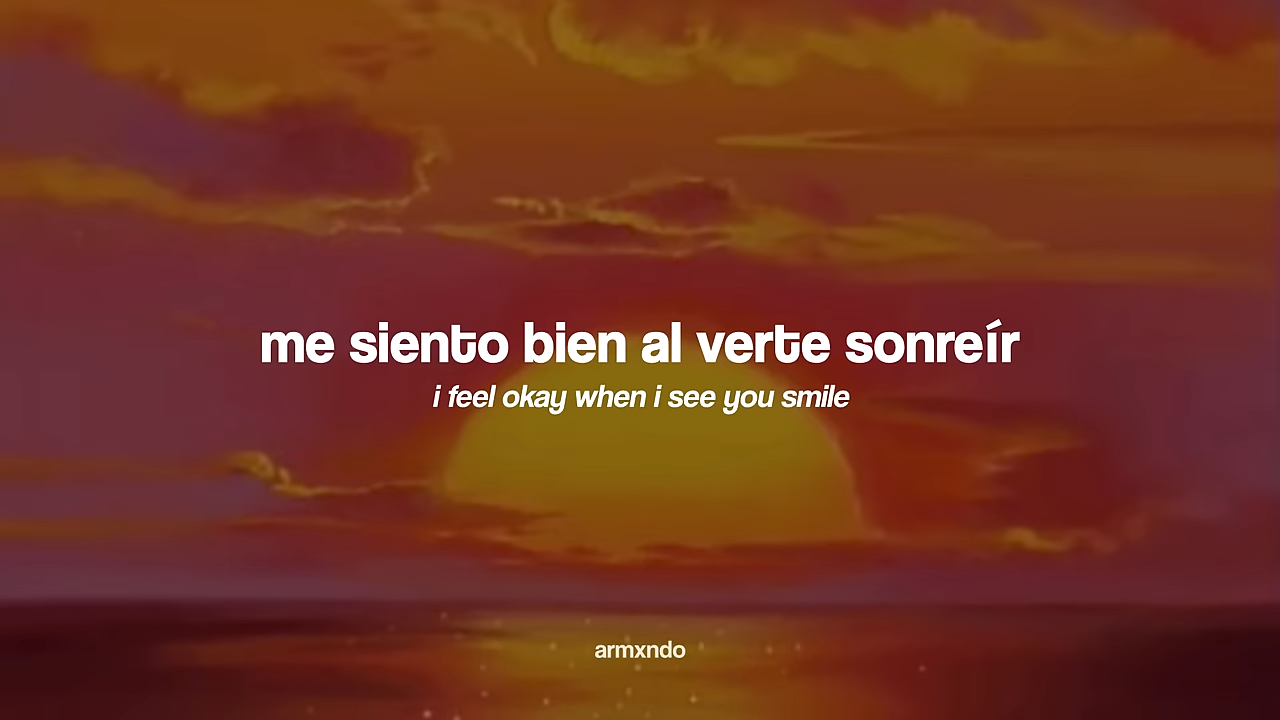 me siento bien al verte sonreír
i feel okay when i see you smile
armxndo